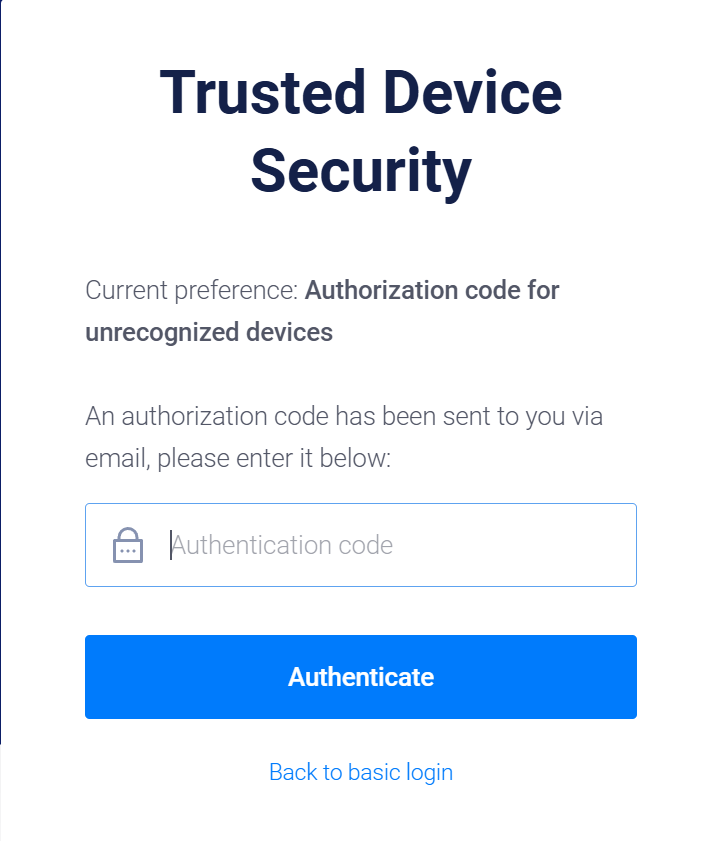 Trusted Device
Security
Current preference: Authorization code for
unrecognized devices
An authorization code has been sent to you via
email, please enter it below:
Authentication code
Authenticate
Back to basic login